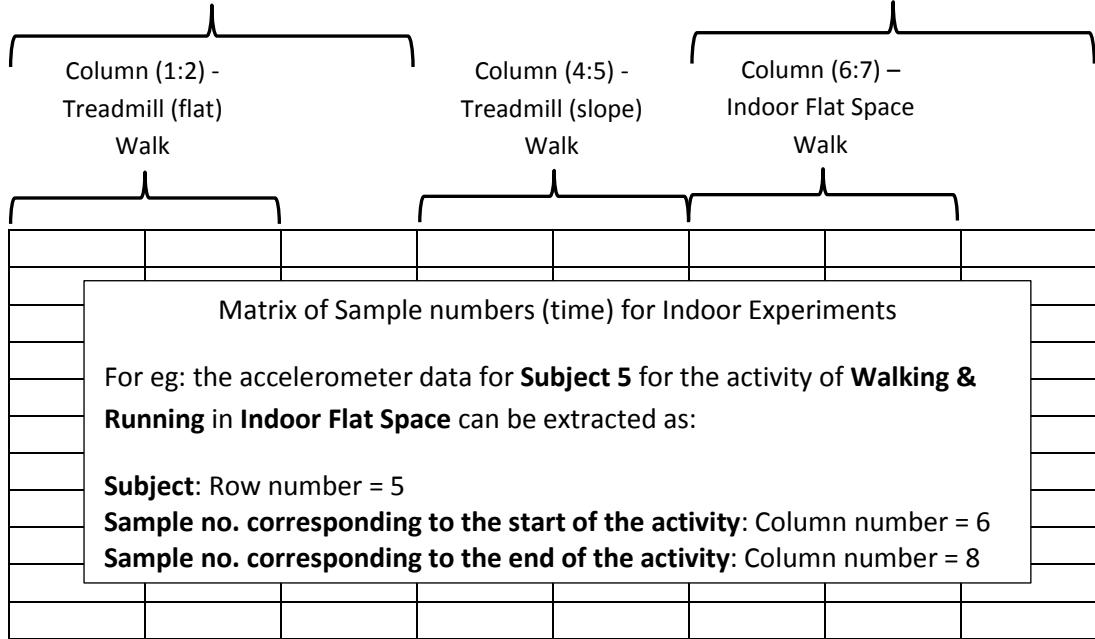 Column (1:2) -
Treadmill (flat)
Walk
Column (4:5) -
Treadmill (slope)
Walk
Column (6:7) –
Indoor Flat Space
Walk
Matrix of Sample numbers (time) for Indoor Experiments
For eg: the accelerometer data for Subject 5 for the activity of Walking &
Running in Indoor Flat Space can be extracted as:
Subject: Row number = 5
Sample no. corresponding to the start of the activity: Column number = 6
Sample no. corresponding to the end of the activity: Column number = 8